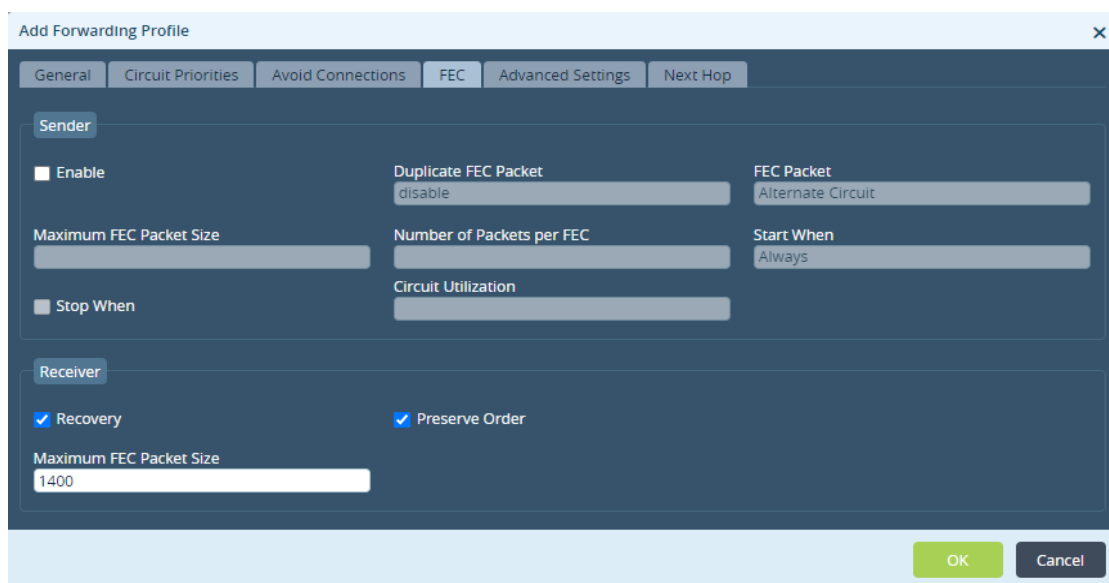 Add Forwarding Profile
General Circuit Priorities Avoid Connections FEC Advanced Settings Next Hop
Sender
Enable Duplicate FEC Packet FEC Packet
disable Alternate Circuit
Maximum FEC Packet Size Number of Packets per FEC Start When
Always
Stop When Circuit Utilization
Receiver
Recovery Preserve Order
Maximum FEC Packet Size
1400
OK Cancel